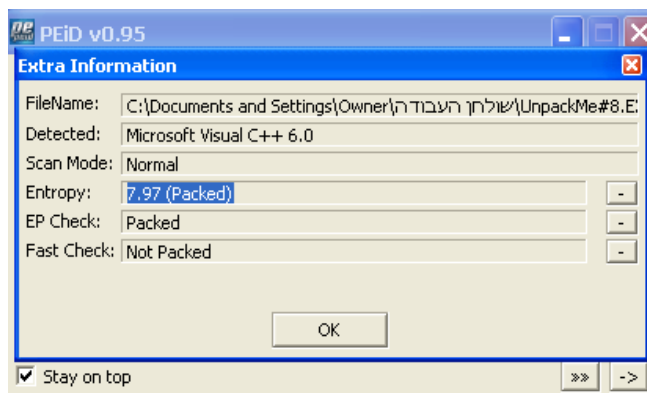 PEiD v0.95
Extra Information
FileName: C:\Documents and Settings\Owner\שולחן העבודה\UnpackMe#8.E
Detected: Microsoft Visual C++ 6.0
Scan Mode: Normal
Entropy: 7.97 (Packed) -
EP Check: Packed -
Fast Check: Not Packed -
OK
Stay on top »» ->